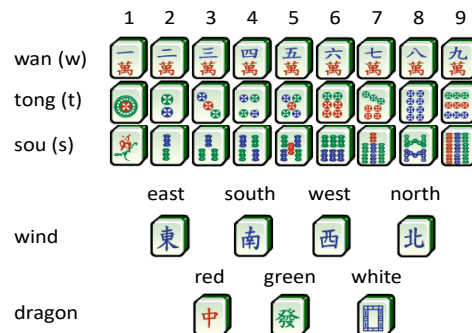 1 2 3 4 5 6 7 8 9
wan (w) 一萬 二萬 三萬 四萬 五萬 六萬 七萬 八萬 九萬
tong (t)
sou (s)
east south west north
wind 東 南 西 北
red green white
dragon 中 發